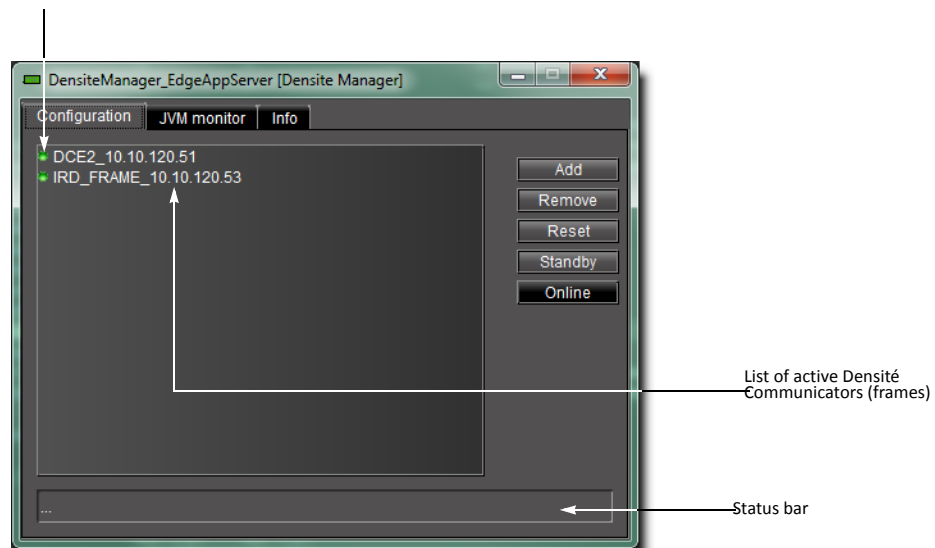 DensiteManager_EdgeAppServer [Densite Manager]
Configuration JVM monitor Info
DCE2_10.10.120.51
IRD_FRAME_10.10.120.53
Add
Remove
Reset
Standby
Online
List of active Densité
Communicators (frames)
...
Status bar